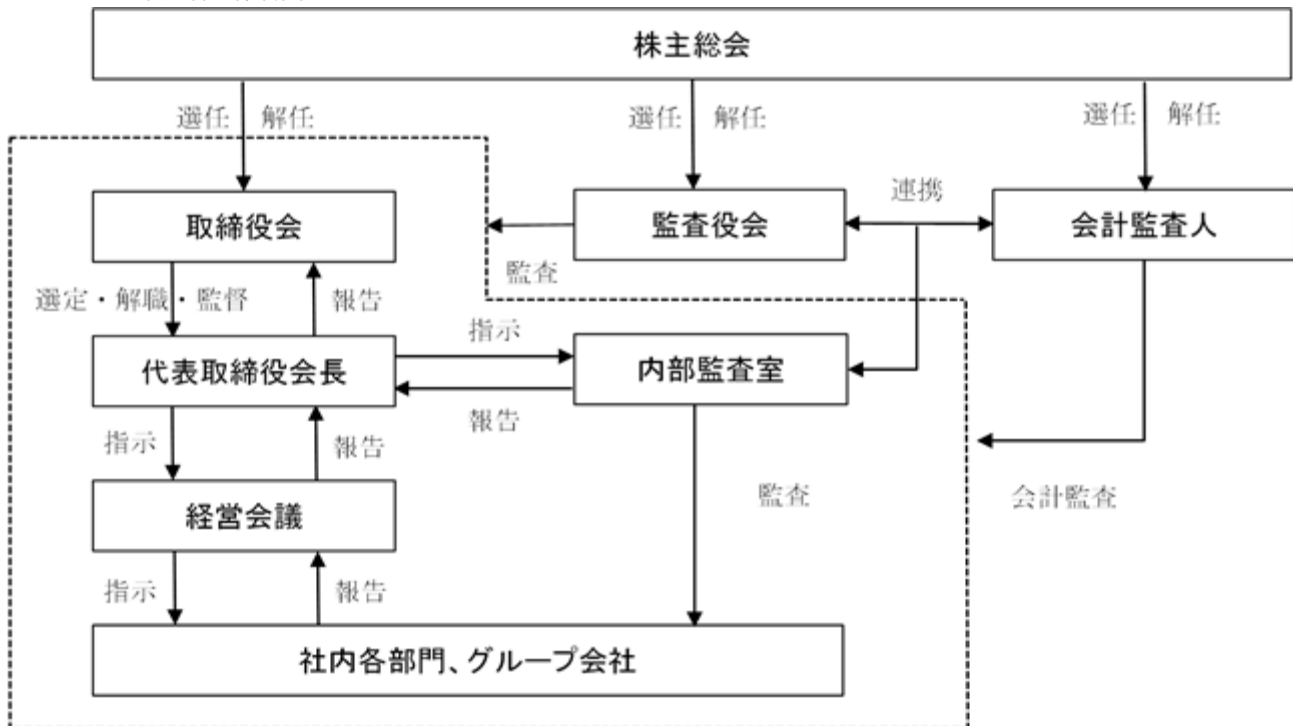 株主総会
選任 解任
選任 解任
選任 解任
取締役会
監査役会
連携
会計監査人
監査
選定・解職・監督
報告
代表取締役会長
指示
報告
内部監査室
指示
報告
監査
会計監査
経営会議
指示
報告
社内各部門、グループ会社